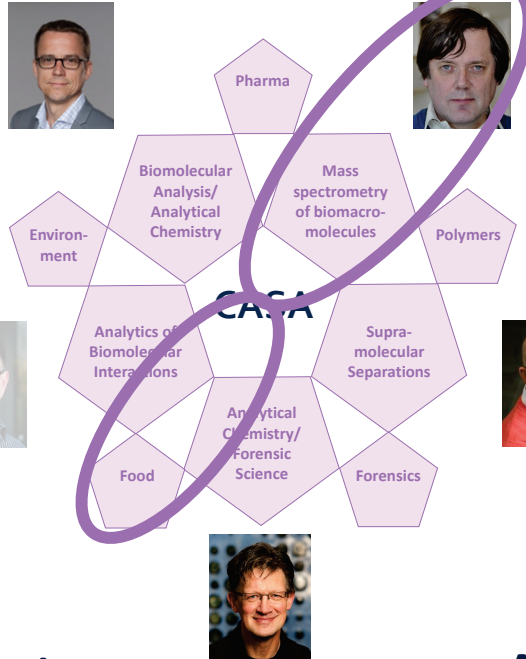 Pharma
Biomolecular
Analysis/
Analytical
Chemistry
Mass
spectrometry
of biomacro-
molecules
Environ-
ment
Polymers
CASA
Analytics of
Biomolecular
Interactions
Supra-
molecular
Separations
Analytical
Chemistry/
Forensic
Science
Food
Forensics